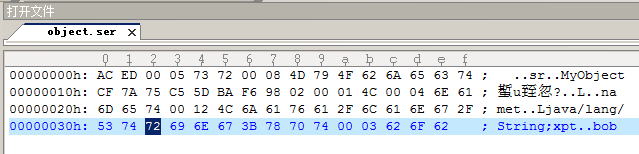 打开文件
object.ser
0 1 2 3 4 5 6 7 8 9 a b c d e f
00000000h: AC ED 00 05 73 72 00 08 4D 79 4F 62 6A 65 63 74 ; ..sr..MyObject
00000010h: CF 7A 75 C5 5D BA F6 98 02 00 01 4C 00 04 6E 61 ; u忽?..L..na
00000020h: 6D 65 74 00 12 4C 6A 61 76 61 2F 6C 61 6E 67 2F ; met..Ljava/lang/
00000030h: 53 74 72 69 6E 67 3B 78 70 74 00 03 62 6F 62 ; String;xpt..bob